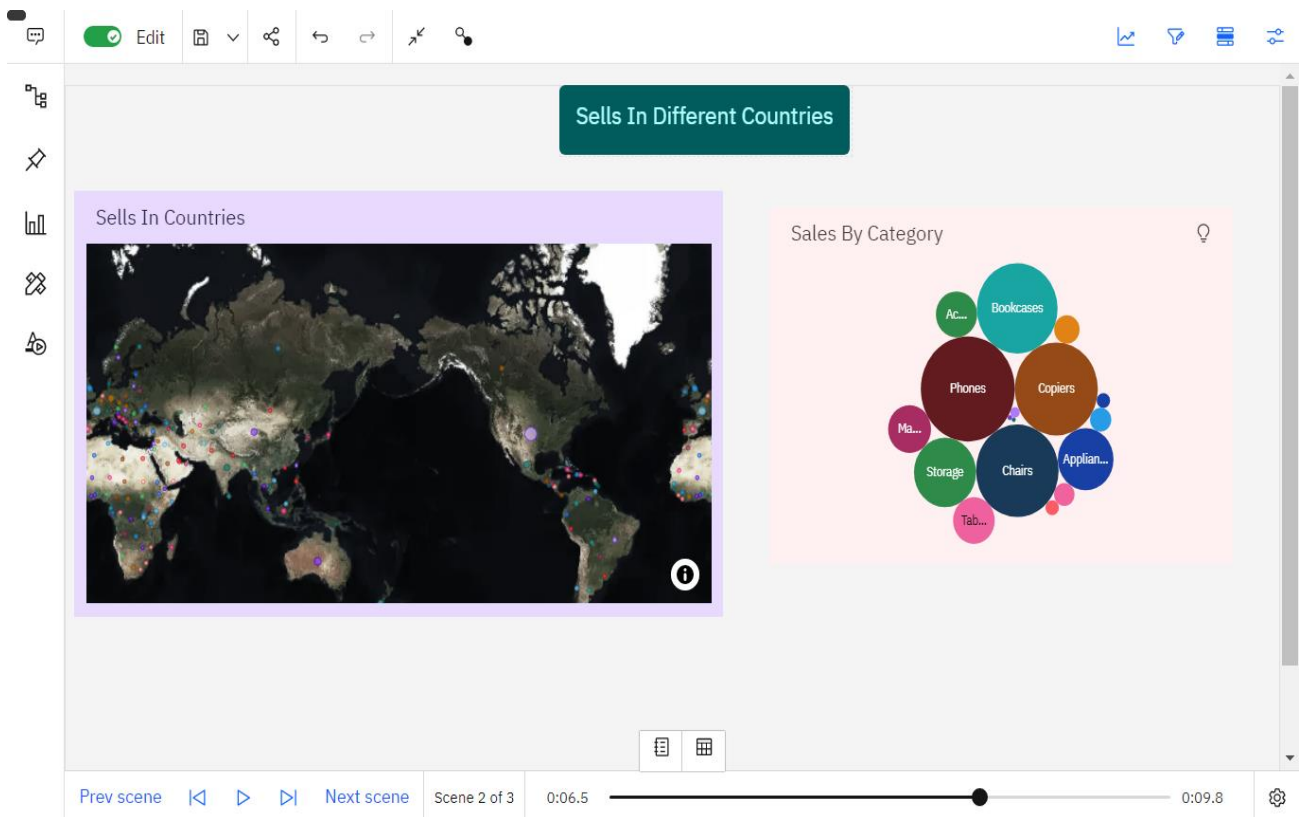 Edit
Sells In Different Countries
Sells In Countries
Sales By Category
Bookcases
Ac...
Phones
Copiers
Ma...
Storage
Chairs
Applian...
Tab...
Prev scene
Next scene
Scene 2 of 3
0:06.5
0:09.8